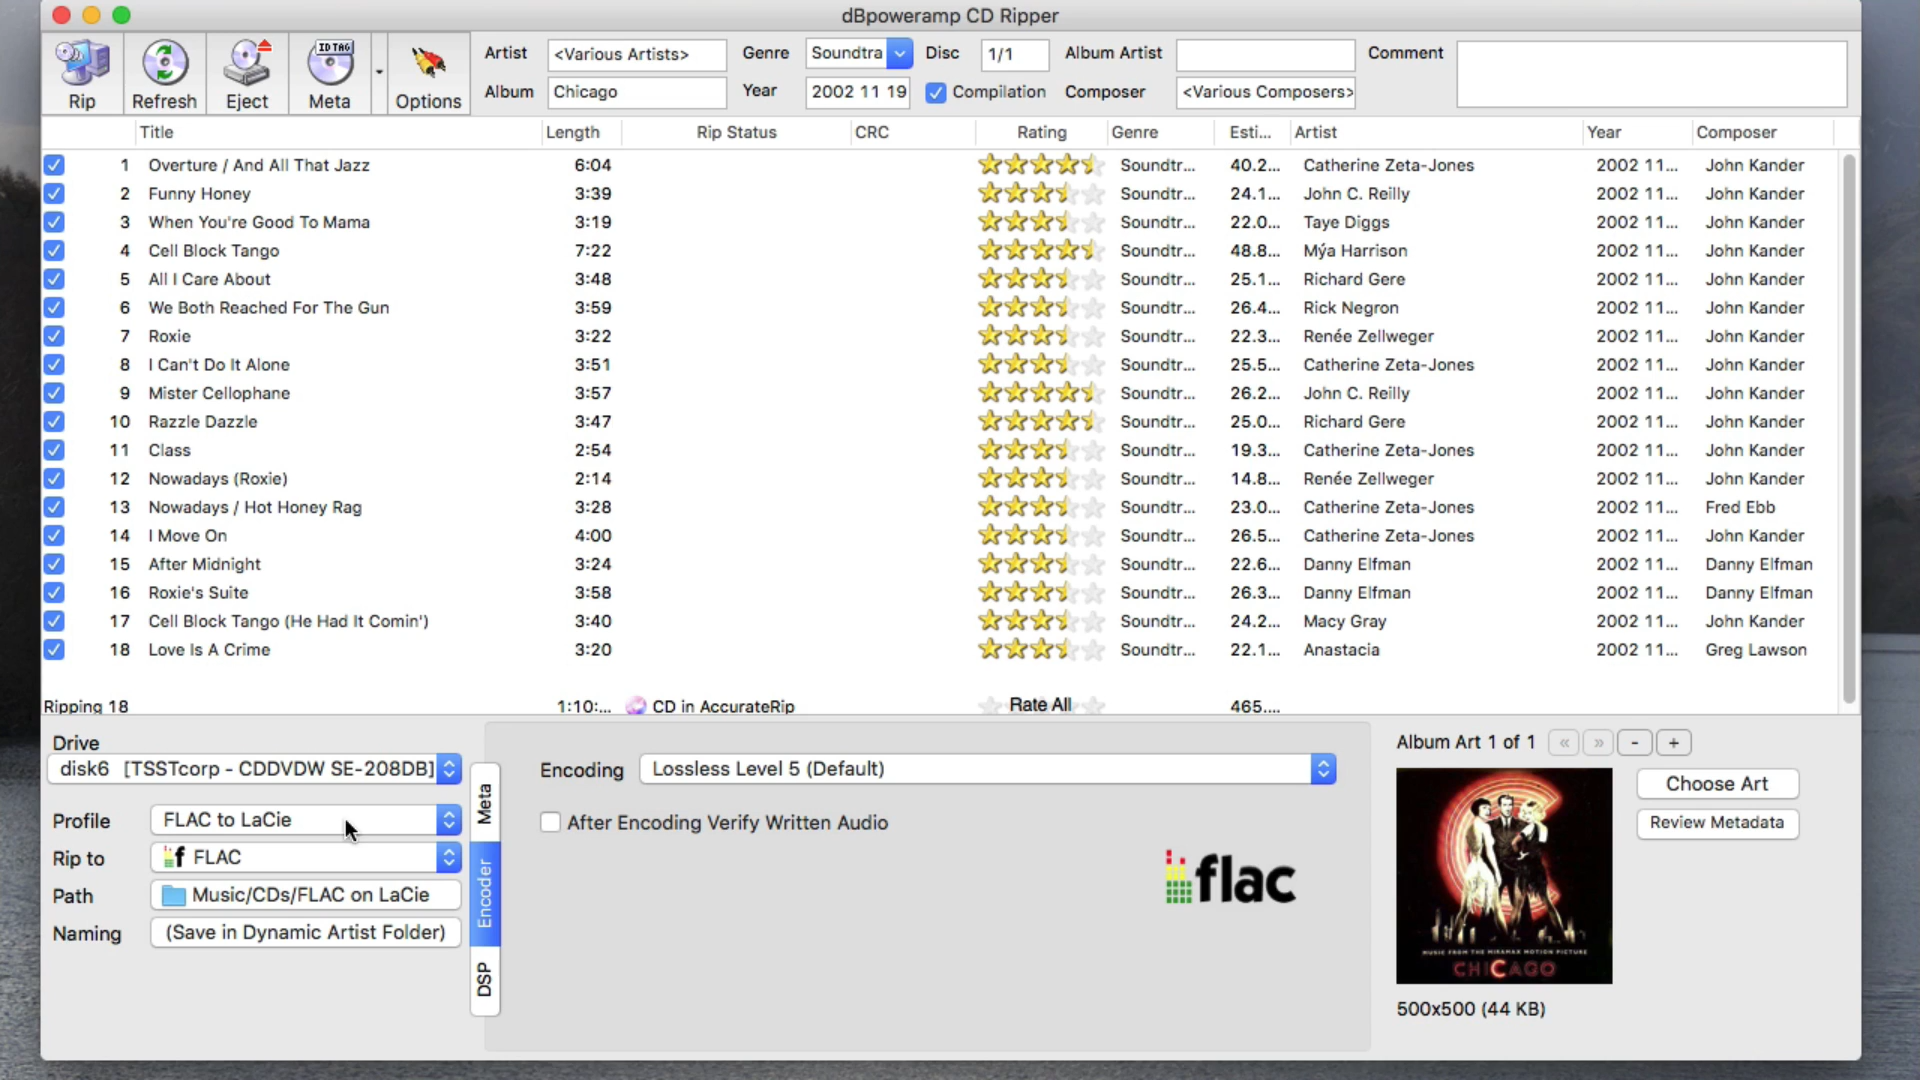 dBpoweramp CD Ripper
Rip
Refresh
Eject
ID TAG
Meta
Options
Artist <Various Artists> Genre Soundtra Disc 1/1 Album Artist Comment
Album Chicago Year 2002 11 19 Compilation Composer <Various Composers>
Title Length Rip Status CRC Rating Genre Esti... Artist Year Composer
1 Overture / And All That Jazz 6:04 Soundtr... 40.2... Catherine Zeta-Jones 2002 11... John Kander
2 Funny Honey 3:39 Soundtr... 24.1... John C. Reilly 2002 11... John Kander
3 When You're Good To Mama 3:19 Soundtr... 22.0... Taye Diggs 2002 11... John Kander
4 Cell Block Tango 7:22 Soundtr... 48.8... Mýa Harrison 2002 11... John Kander
5 All I Care About 3:48 Soundtr... 25.1... Richard Gere 2002 11... John Kander
6 We Both Reached For The Gun 3:59 Soundtr... 26.4... Rick Negron 2002 11... John Kander
7 Roxie 3:22 Soundtr... 22.3... Renée Zellweger 2002 11... John Kander
8 I Can't Do It Alone 3:51 Soundtr... 25.5... Catherine Zeta-Jones 2002 11... John Kander
9 Mister Cellophane 3:57 Soundtr... 26.2... John C. Reilly 2002 11... John Kander
10 Razzle Dazzle 3:47 Soundtr... 25.0... Richard Gere 2002 11... John Kander
11 Class 2:54 Soundtr... 19.3... Catherine Zeta-Jones 2002 11... John Kander
12 Nowadays (Roxie) 2:14 Soundtr... 14.8... Renée Zellweger 2002 11... John Kander
13 Nowadays / Hot Honey Rag 3:28 Soundtr... 23.0... Catherine Zeta-Jones 2002 11... Fred Ebb
14 I Move On 4:00 Soundtr... 26.5... Catherine Zeta-Jones 2002 11... John Kander
15 After Midnight 3:24 Soundtr... 22.6... Danny Elfman 2002 11... Danny Elfman
16 Roxie's Suite 3:58 Soundtr... 26.3... Danny Elfman 2002 11... Danny Elfman
17 Cell Block Tango (He Had It Comin') 3:40 Soundtr... 24.2... Macy Gray 2002 11... John Kander
18 Love Is A Crime 3:20 Soundtr... 22.1... Anastacia 2002 11... Greg Lawson
Ripping 18 1:10:... CD in AccurateRip Rate All 465....
Drive
disk6 [TSSTcorp - CDDVDW SE-208DB]
Profile FLAC to LaCie
Rip to f FLAC
Path Music/CDs/FLAC on LaCie
Naming (Save in Dynamic Artist Folder)
Meta
Encoder
DSP
Encoding Lossless Level 5 (Default)
After Encoding Verify Written Audio
flac
Album Art 1 of 1 « » - +
Choose Art
Review Metadata
MUSIC FROM THE MIRAMAX MOTION PICTURE
CHICAGO
500x500 (44 KB)